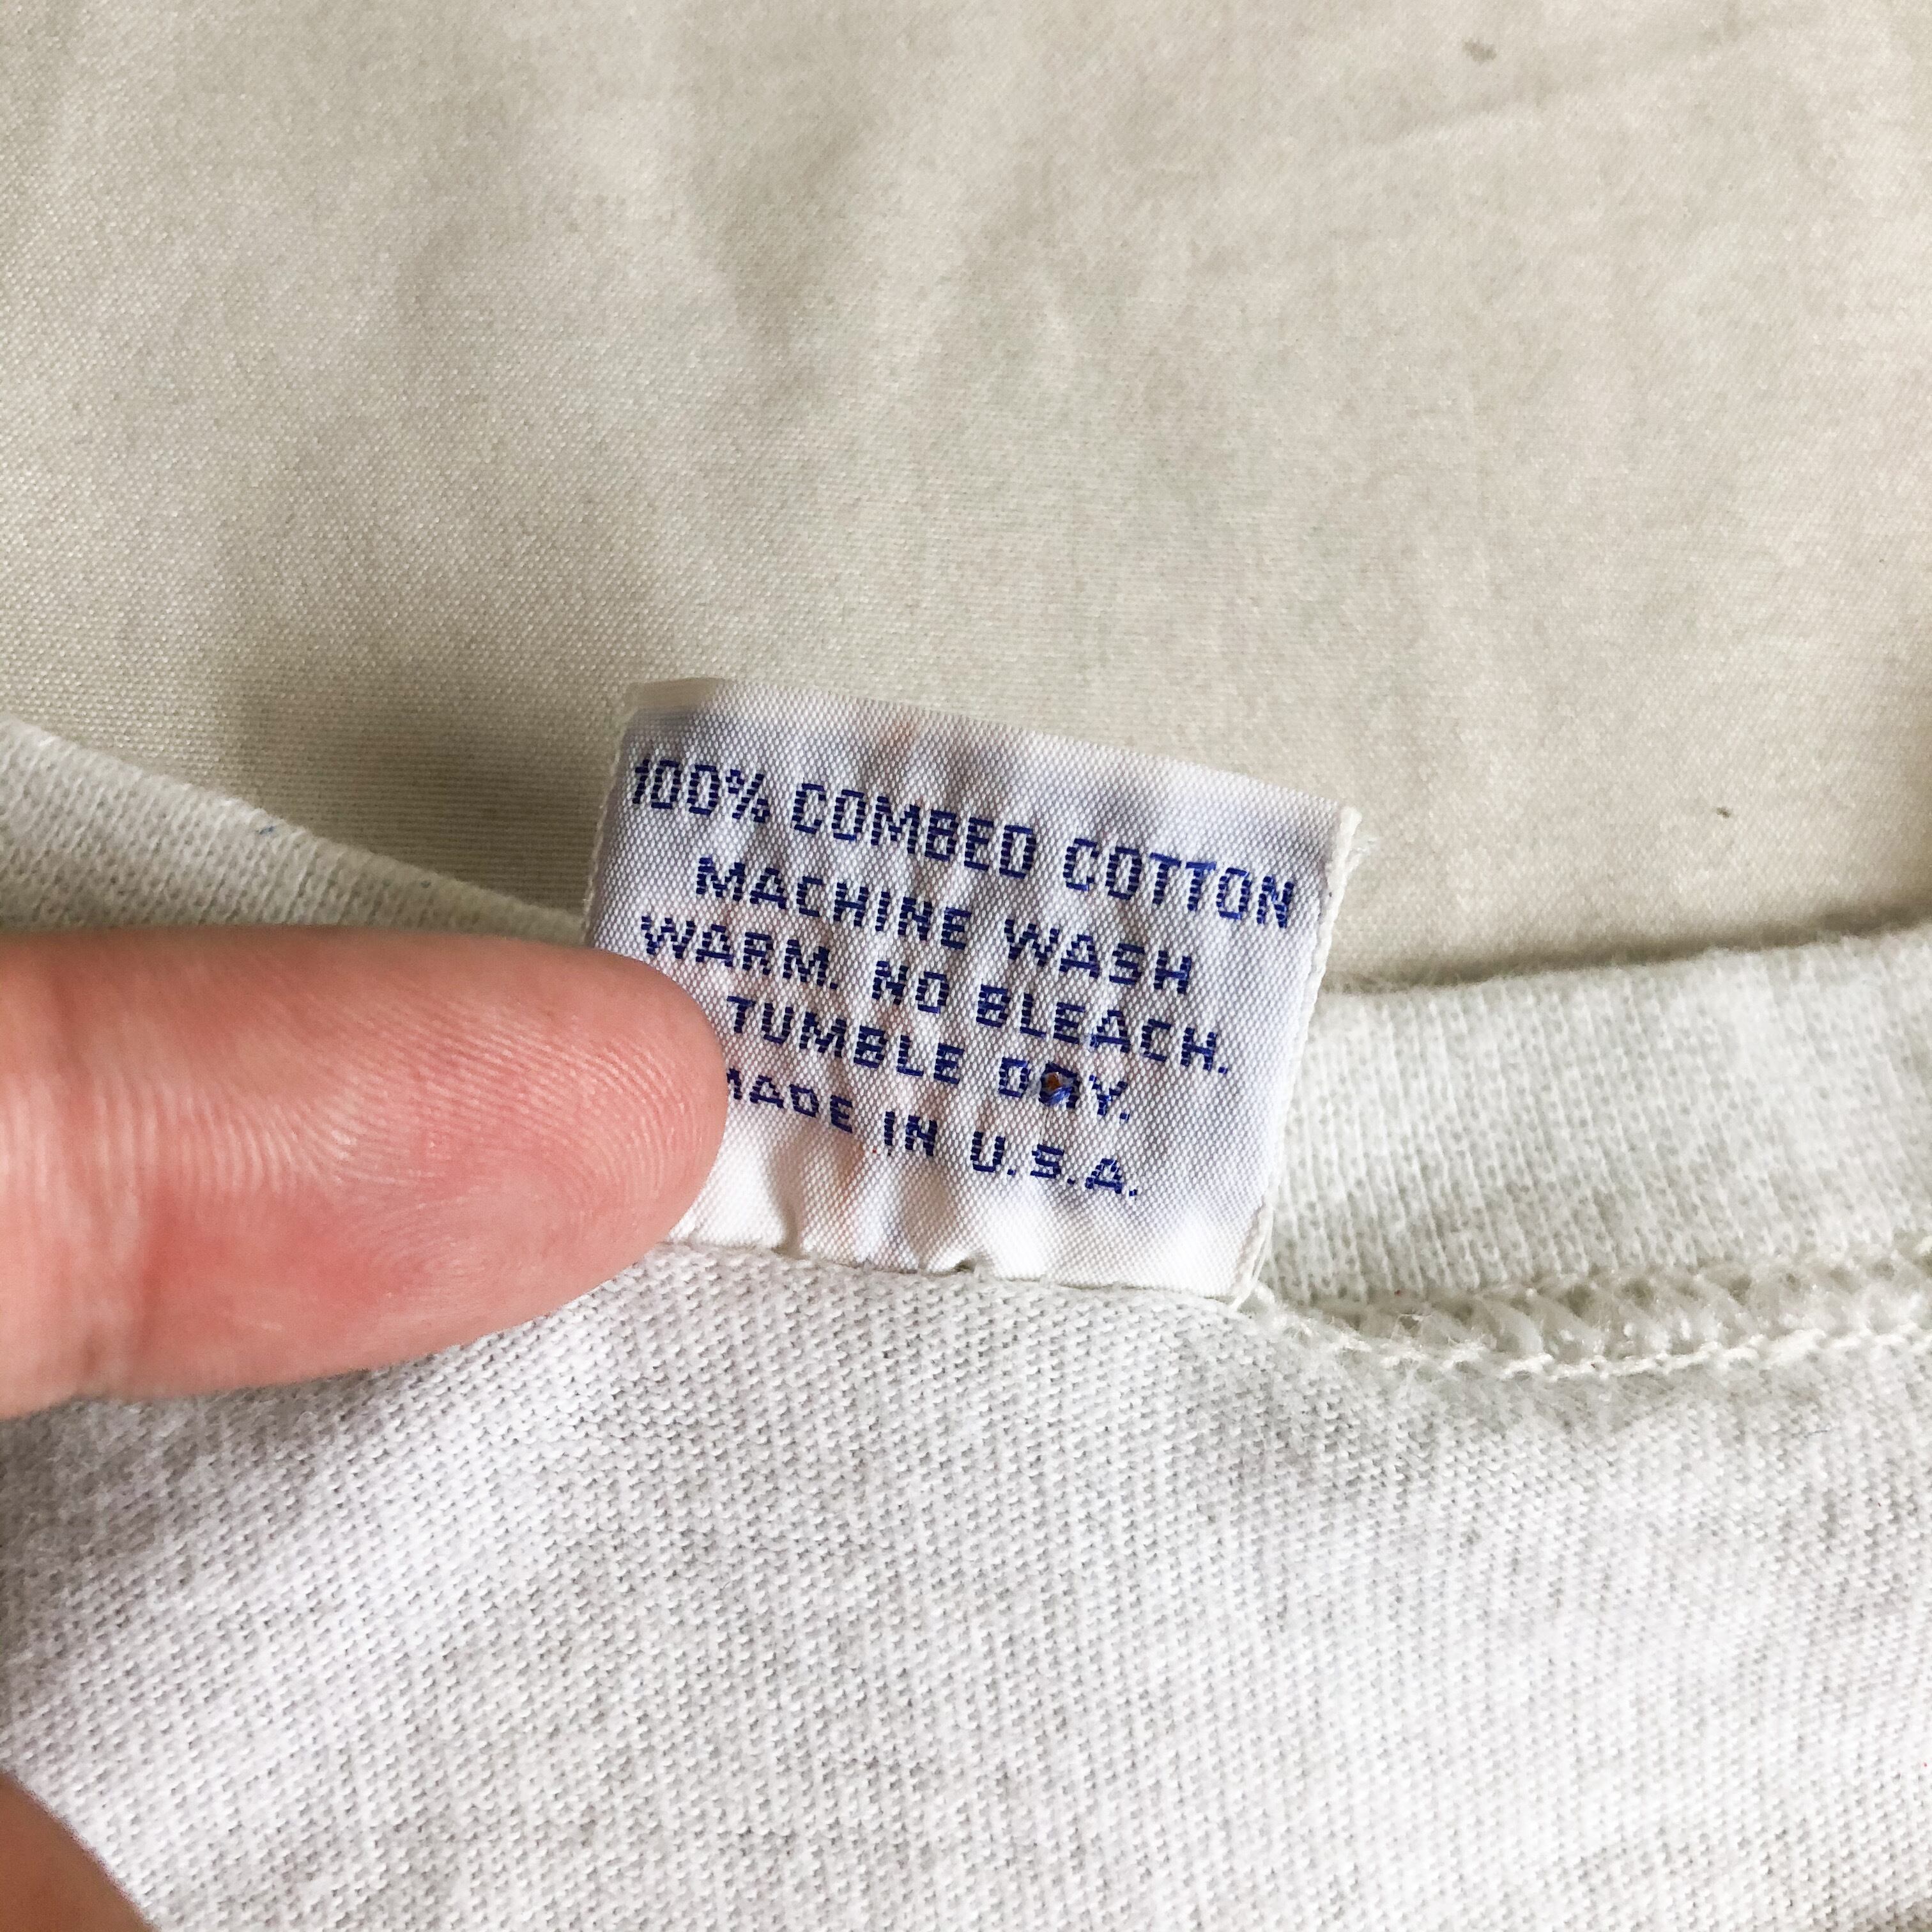 100% COMBED COTTON
MACHINE WASH
WARM. NO BLEACH.
TUMBLE DRY.
MADE IN U.S.A.